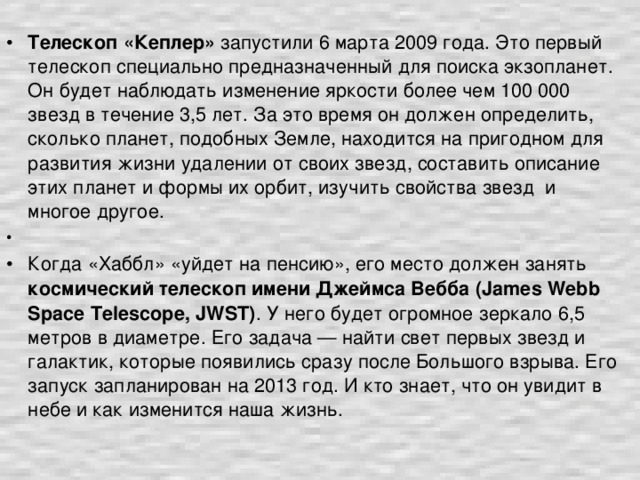 • Телескоп «Кеплер» запустили 6 марта 2009 года. Это первый
телескоп специально предназначенный для поиска экзопланет.
Он будет наблюдать изменение яркости более чем 100 000
звезд в течение 3,5 лет. За это время он должен определить,
сколько планет, подобных Земле, находится на пригодном для
развития жизни удалении от своих звезд, составить описание
этих планет и формы их орбит, изучить свойства звезд и
многое другое.
•
• Когда «Хаббл» «уйдет на пенсию», его место должен занять
космический телескоп имени Джеймса Вебба (James Webb
Space Telescope, JWST). У него будет огромное зеркало 6,5
метров в диаметре. Его задача — найти свет первых звезд и
галактик, которые появились сразу после Большого взрыва. Его
запуск запланирован на 2013 год. И кто знает, что он увидит в
небе и как изменится наша жизнь.